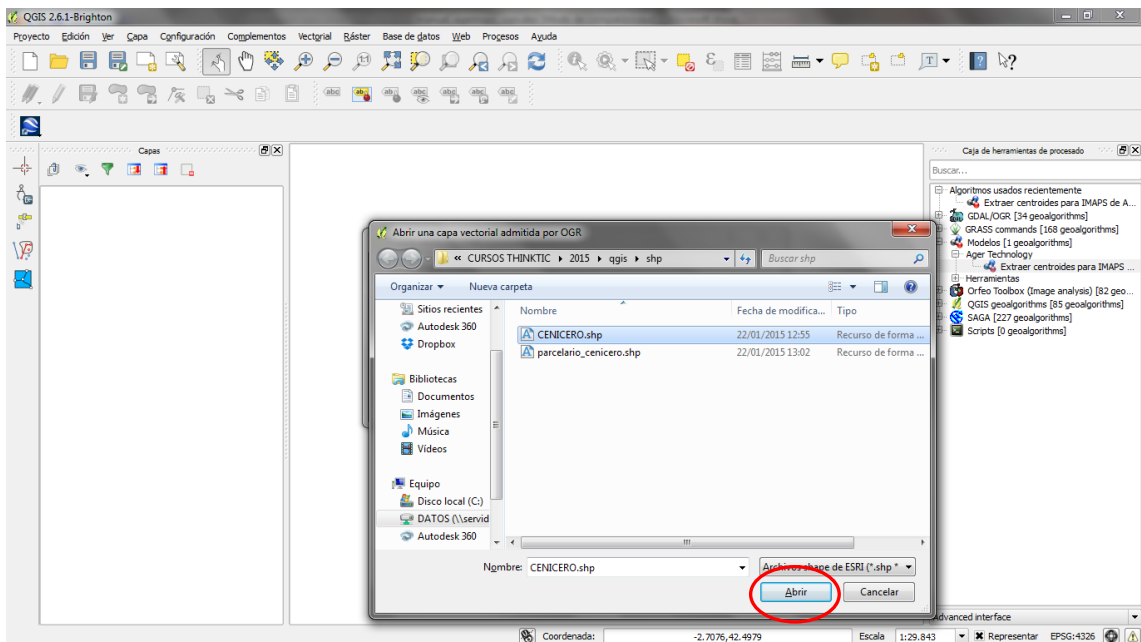 QGIS 2.6.1-Brighton
Proyecto Edición Ver Capa Configuración Complementos Vectorial Ráster Base de datos Web Procesos Ayuda
Capas
Caja de herramientas de procesado
Buscar...
Algoritmos usados recientemente
Extraer centroides para IMAPS de A...
GDAL/OGR [34 geoalgorithms]
GRASS commands [168 geoalgorithms]
Modelos [1 geoalgorithms]
Ager Technology
Extraer centroides para IMAPS ...
Herramientas
Orfeo Toolbox (Image analysis) [82 geo...
QGIS geoalgorithms [85 geoalgorithms]
SAGA [227 geoalgorithms]
Scripts [0 geoalgorithms]
Abrir una capa vectorial admitida por OGR
« CURSOS THINKTIC 2015 qgis shp
Buscar shp
Organizar Nueva carpeta
Sitios recientes
Autodesk 360
Dropbox
Bibliotecas
Documentos
Imágenes
Música
Vídeos
Equipo
Disco local (C:)
DATOS (\\servid
Autodesk 360
Nombre Fecha de modifica... Tipo
CENICERO.shp 22/01/2015 12:55 Recurso de forma ...
parcelario_cenicero.shp 22/01/2015 13:02 Recurso de forma ...
Nombre: CENICERO.shp Archivos shape de ESRI (*.shp *
Abrir Cancelar
Advanced interface
Coordenada: -2.7076,42.4979 Escala 1:29.843 Representar EPSG:4326